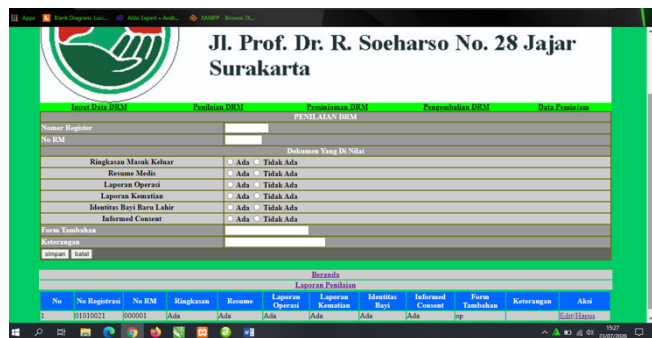 Apps Blank Diagram: Luci... Aldo Expert + Andr... XAMPP - Browse /X...
Jl. Prof. Dr. R. Soeharso No. 28 Jajar
Surakarta
Input Data DRM Penilaian DRM Peminjaman DRM Pengembalian DRM Data Peminjam
PENILAIAN DRM
Nomor Register
No RM
Dokumen Yang Di Nilai
Ringkasan Masuk Keluar Ada Tidak Ada
Resume Medis Ada Tidak Ada
Laporan Operasi Ada Tidak Ada
Laporan Kematian Ada Tidak Ada
Identitas Bayi Baru Lahir Ada Tidak Ada
Informed Consent Ada Tidak Ada
Form Tambahan
Keterangan
simpan batal
Beranda
Laporan Penilaian
No No Registrasi No RM Ringkasan Resume Laporan Operasi Laporan Kematian Identitas Bayi Informed Consent Form Tambahan Keterangan Aksi
1 01010021 000001 Ada Ada Ada Ada Ada Ada op Edit|Hapus
15:27
23/07/2020